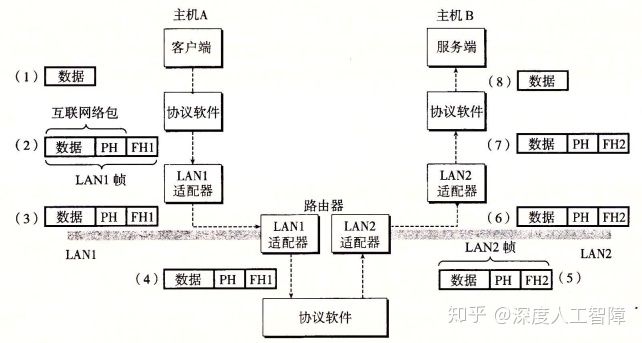 主机A
主机 B
客户端
服务端
(1) 数据
(8) 数据
互联网络包
协议软件
协议软件
(2) 数据 PH FH1
(7) 数据 PH FH2
LAN1 帧
LAN1
适配器
LAN2
适配器
路由器
(3) 数据 PH FH1
(6) 数据 PH FH2
LAN1
适配器
LAN2
适配器
LAN1
LAN2 帧
LAN2
(4) 数据 PH FH1
数据 PH FH2 (5)
协议软件
知乎 @深度人工智障